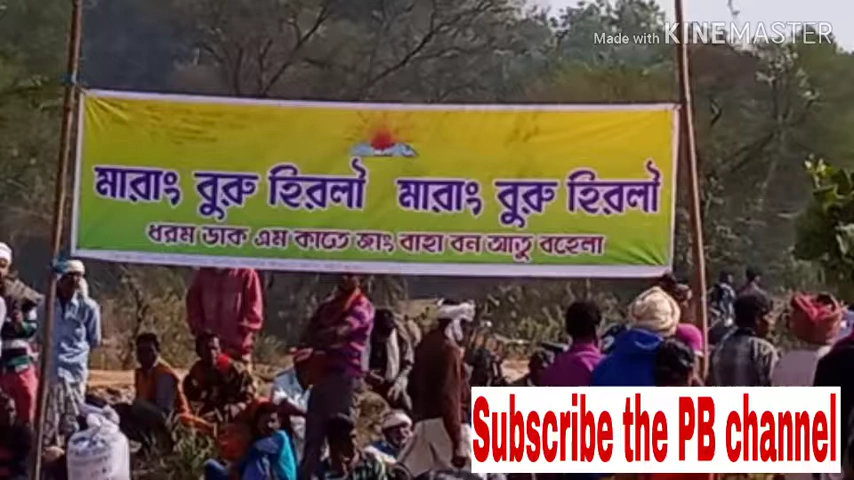 Made with KINEMASTER
মারাং বুরু হিরলৗ মারাং বুরু হিরলৗ
ধরম ডাক এম কাতে জাং বাহা বন আতু বহেলা
Subscribe the PB channel